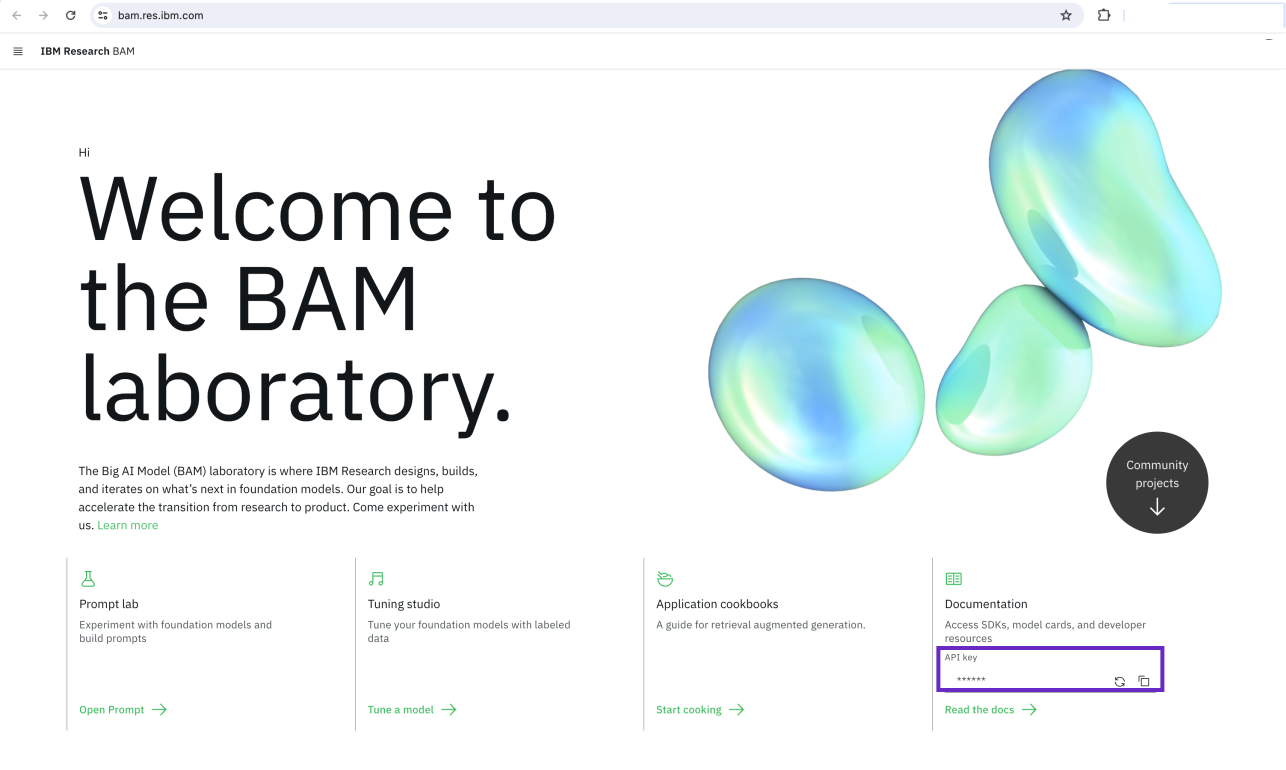 bam.res.ibm.com
IBM Research BAM
Hi
Welcome to
the BAM
laboratory.
The Big AI Model (BAM) laboratory is where IBM Research designs, builds,
and iterates on what's next in foundation models. Our goal is to help
accelerate the transition from research to product. Come experiment with
us. Learn more
Community
projects
Prompt lab
Experiment with foundation models and
build prompts
Open Prompt
Tuning studio
Tune your foundation models with labeled
data
Tune a model
Application cookbooks
A guide for retrieval augmented generation.
Start cooking
Documentation
Access SDKs, model cards, and developer
resources
API key
******
Read the docs